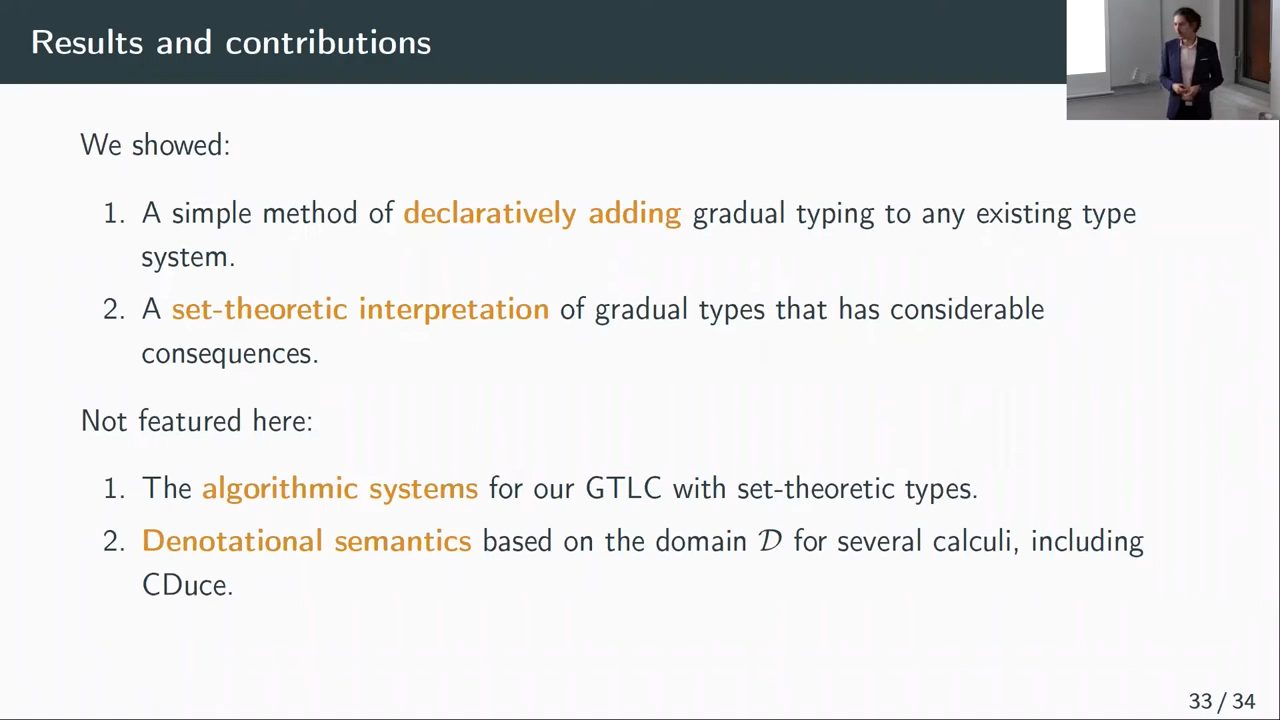 Results and contributions
We showed:
1. A simple method of declaratively adding gradual typing to any existing type
system.
2. A set-theoretic interpretation of gradual types that has considerable
consequences.
Not featured here:
1. The algorithmic systems for our GTLC with set-theoretic types.
2. Denotational semantics based on the domain 𝒟 for several calculi, including
CDuce.
33 / 34